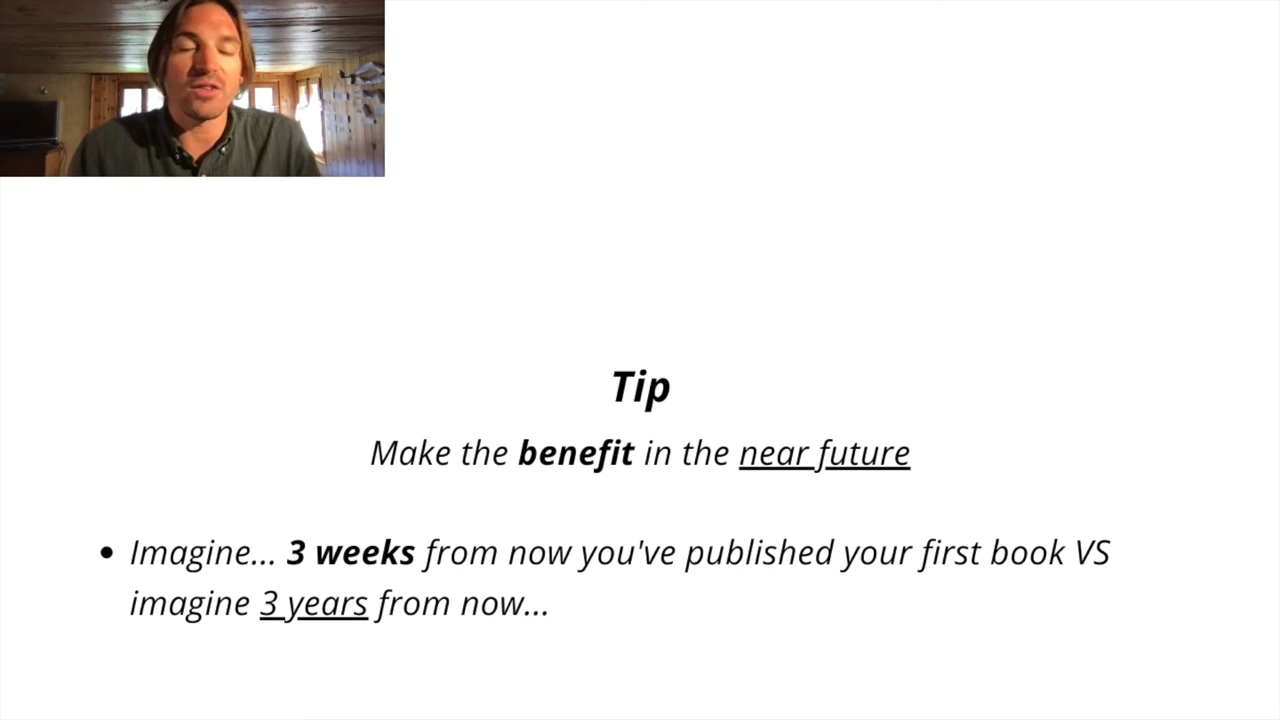 Tip
Make the benefit in the near future
• Imagine... 3 weeks from now you've published your first book VS
imagine 3 years from now...